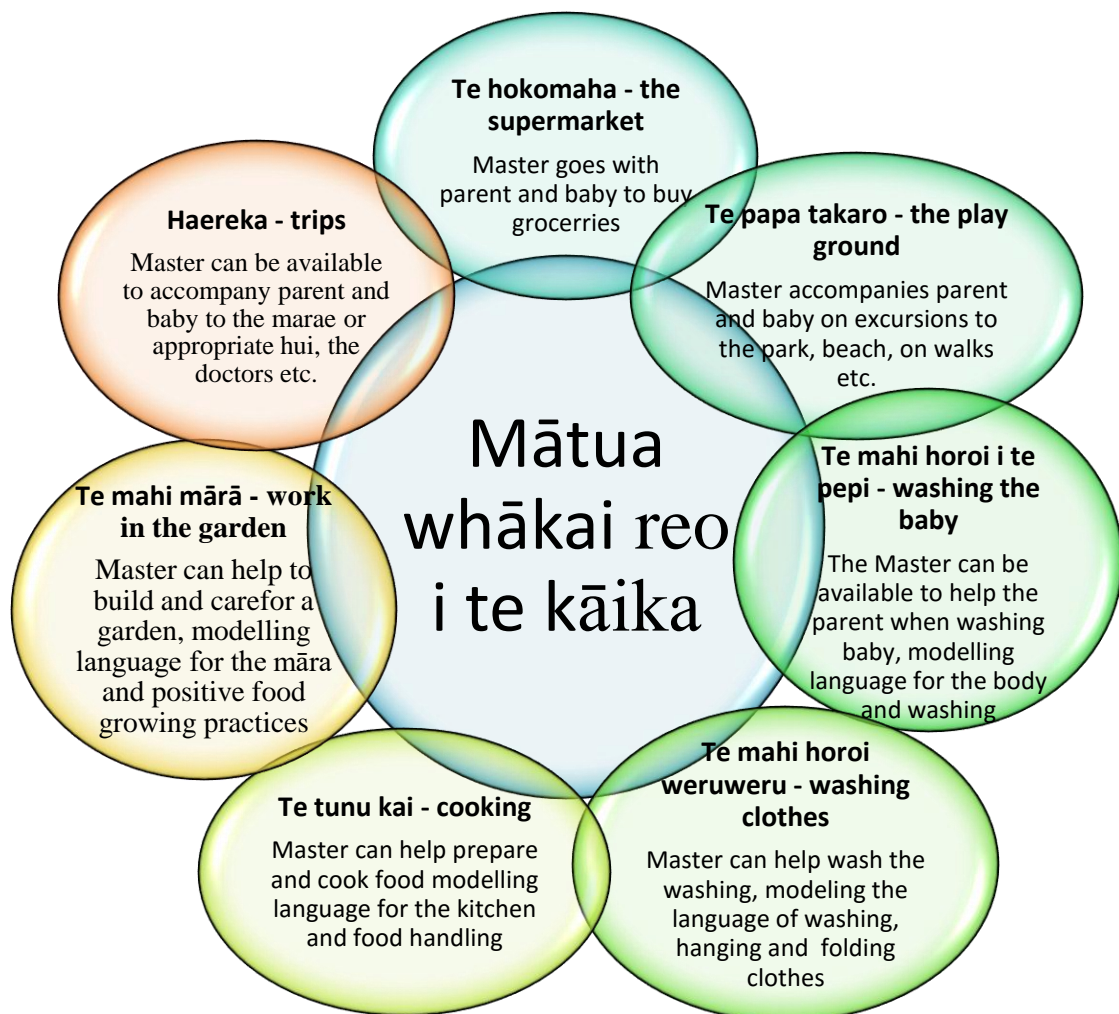 Te hokomaha - the
supermarket
Master goes with
parent and baby to buy
grocerries
Te papa takaro - the play
ground
Master accompanies parent
and baby on excursions to
the park, beach, on walks
etc.
Te mahi horoi i te
pepi - washing the
baby
The Master can be
available to help the
parent when washing
baby, modelling
language for the body
and washing
Te mahi horoi
weruweru - washing
clothes
Master can help wash the
washing, modeling the
language of washing,
hanging and folding
clothes
Te tunu kai - cooking
Master can help prepare
and cook food modelling
language for the kitchen
and food handling
Te mahi mārā - work
in the garden
Master can help to
build and carefor a
garden, modelling
language for the māra
and positive food
growing practices
Haereka - trips
Master can be available
to accompany parent and
baby to the marae or
appropriate hui, the
doctors etc.
Mātua
whākai reo
i te kāika